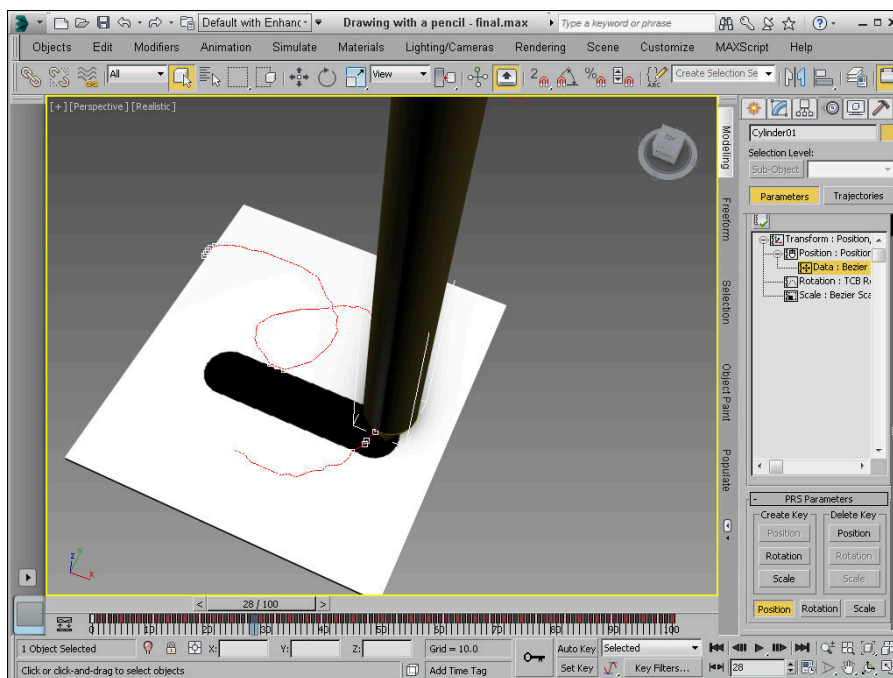 Default with Enhanc
Drawing with a pencil - final.max
Type a keyword or phrase
Objects Edit Modifiers Animation Simulate Materials Lighting/Cameras Rendering Scene Customize MAXScript Help
All
View
2
%
ABC
Create Selection Se
[+] [Perspective] [Realistic]
Modeling
Freeform
Selection
Object Paint
Populate
Cylinder01
Selection Level:
Sub-Object
Parameters Trajectories
Transform : Position,
Position : Position
Data : Bezier
Rotation : TCB R
Scale : Bezier Sca
- PRS Parameters
Create Key Delete Key
Position Position
Rotation Rotation
Scale Scale
Position Rotation Scale
z
y
x
< 28 / 100 >
0 10 20 30 40 50 60 70 80 90 100
1 Object Selected X: Y: Z: Grid = 10.0 Auto Key Selected
Click or click-and-drag to select objects Add Time Tag Set Key Key Filters... 28